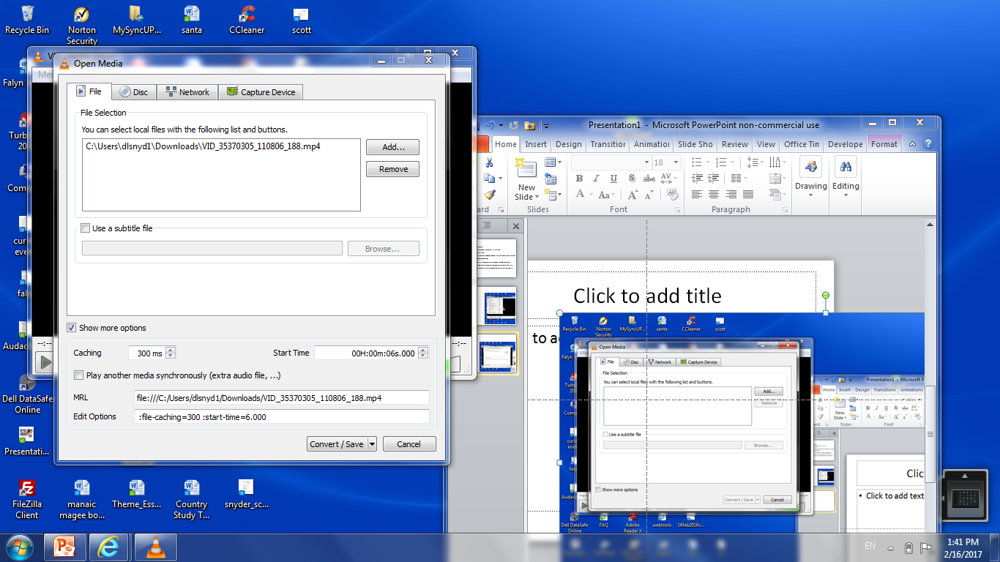 Recycle Bin
Norton Security
MySyncUP...
santa
CCleaner
scott
Falyn
Turb
20
Com
cur
eve
fal
Audac
Dell DataSafe Online
Presentati...
FileZilla Client
manaic magee bo...
Theme_Ess...
Country Study T...
snyder_sc...
V
Me
--:--
--:--
Open Media
File
Disc
Network
Capture Device
File Selection
You can select local files with the following list and buttons.
C:\Users\dlsnyd1\Downloads\VID_35370305_110806_188.mp4
Add...
Remove
Use a subtitle file
Browse...
Show more options
Caching
300 ms
Start Time
00H:00m:06s.000
Play another media synchronously (extra audio file, ...)
MRL
file:///C:/Users/dlsnyd1/Downloads/VID_35370305_110806_188.mp4
Edit Options
:file-caching=300 :start-time=6.000
Convert / Save
Cancel
Presentation1 - Microsoft PowerPoint non-commercial use
Home
Insert
Design
Transition
Animatio
Slide Sho
Review
View
Office Tim
Develope
Format
New Slide
18
B I U S abc AV
A Aa A A
Drawing
Editing
ard
Slides
Font
Paragraph
Click to add title
to a
Recycle Bin
Norton Security
MySyncUP...
santa
CCleaner
scott
Open Media
File
Disc
Network
Capture Device
File Selection
You can select local files with the following list and buttons.
Add...
Remove
Use a subtitle file
Browse...
Show more options
Convert / Save
Cancel
Presentation1 - Microsoft P
Home
Insert
Design
Transitions
Animations
New Slide
Slides
Font
Clic
• Click to add text
Dell DataSafe Online
FAQ
Adobe Reader X
webtools
16feb2016c...
EN
1:41 PM
2/16/2017